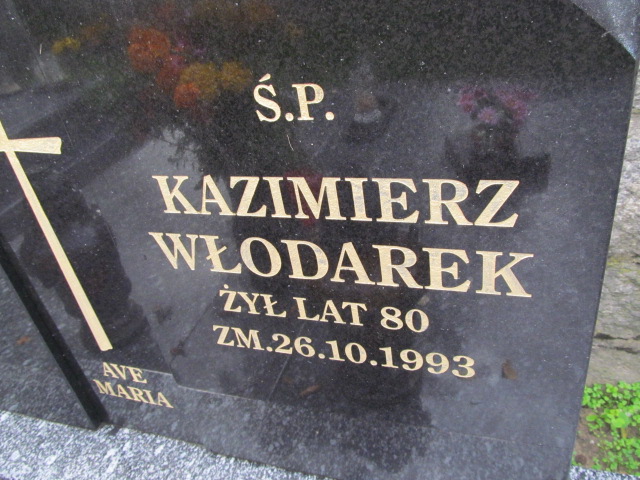 Ś.P.
KAZIMIERZ
WŁODAREK
ŻYŁ LAT 80
ZM.26.10.1993
AVE
MARIA